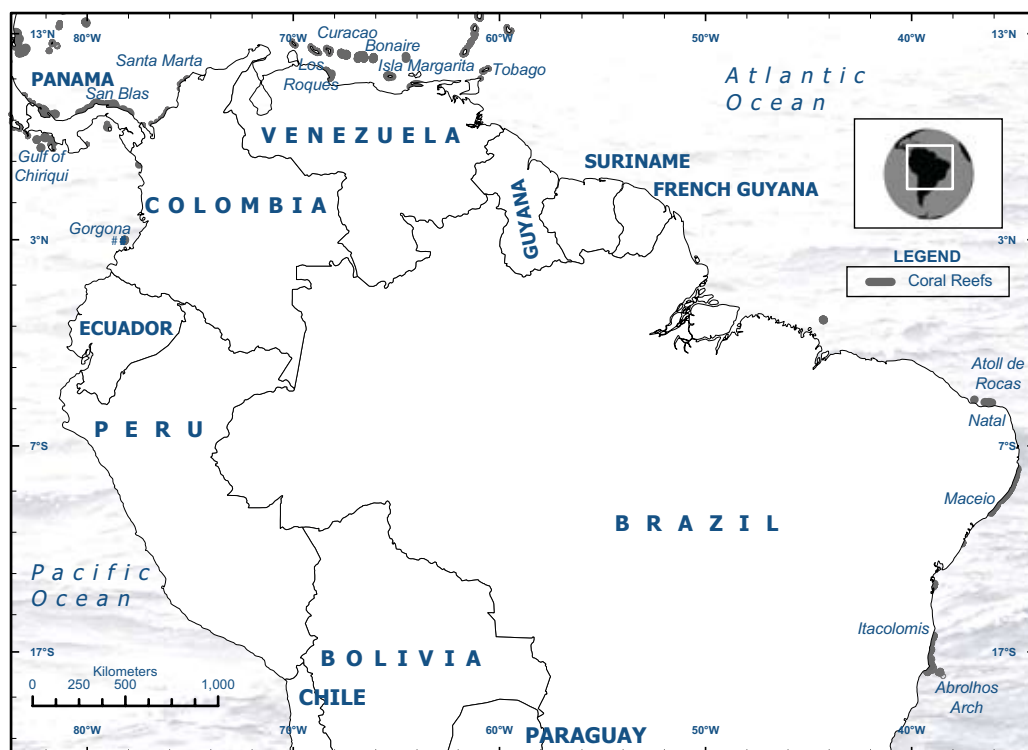 80°W
70°W
60°W
50°W
40°W
13°N
13°N
Curacao
Bonaire
Santa Marta
Los
Roques
Isla Margarita
Tobago
Atlantic
Ocean
PANAMA
San Blas
VENEZUELA
Gulf of
Chiriqui
SURINAME
FRENCH GUYANA
COLOMBIA
GUYANA
Gorgona
#
3°N
3°N
LEGEND
Coral Reefs
ECUADOR
Atoll de
Rocas
Natal
PERU
7°S
7°S
Maceio
BRAZIL
Pacific
Ocean
Itacolomis
17°S
17°S
BOLIVIA
Kilometers
0 250 500 1,000
CHILE
Abrolhos
Arch
PARAGUAY
80°W
70°W
60°W
50°W
40°W